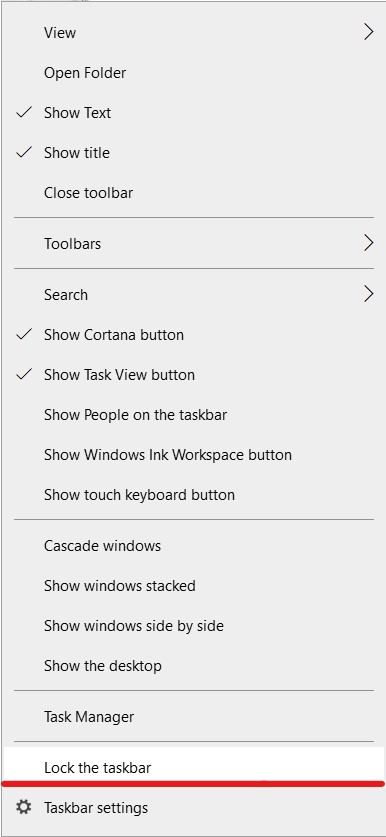 View
Open Folder
Show Text
Show title
Close toolbar
Toolbars
Search
Show Cortana button
Show Task View button
Show People on the taskbar
Show Windows Ink Workspace button
Show touch keyboard button
Cascade windows
Show windows stacked
Show windows side by side
Show the desktop
Task Manager
Lock the taskbar
Taskbar settings